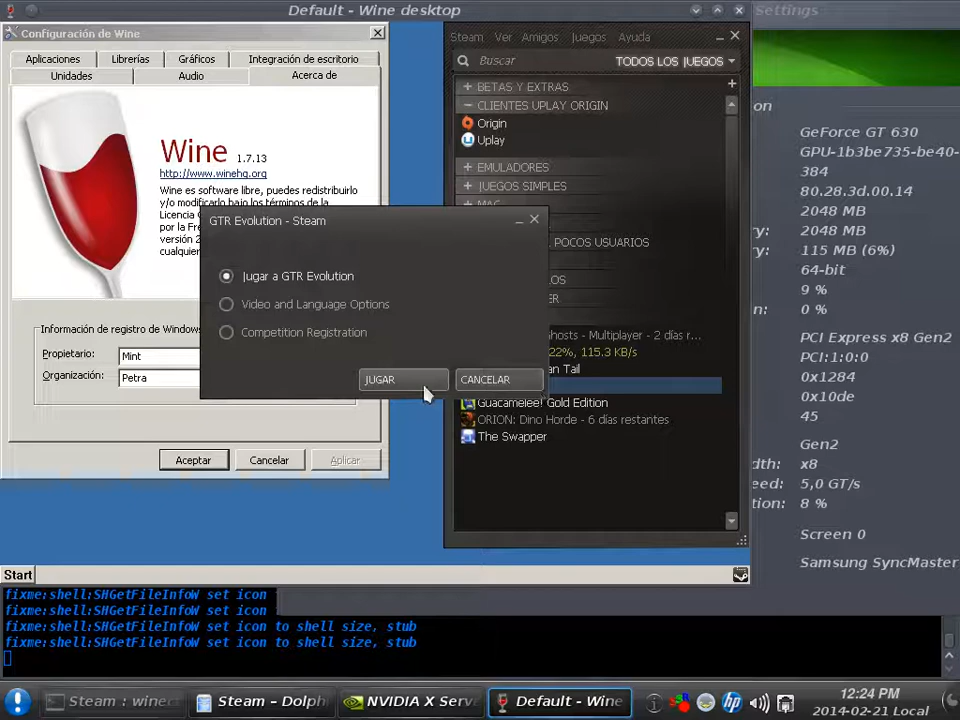 Default - Wine desktop
Settings
Configuración de Wine
Aplicaciones
Librerías
Gráficos
Integración de escritorio
Unidades
Audio
Acerca de
Wine 1.7.13
http://www.winehq.org
Wine es software libre, puedes redistribuirlo
y/o modificarlo bajo los términos de la
Licencia
por la Fre
versión 2
cualquier
Información de registro de Windows
Propietario:
Mint
Organización:
Petra
Aceptar
Cancelar
Aplicar
Steam Ver Amigos Juegos Ayuda
Buscar
TODOS LOS JUEGOS
+ BETAS Y EXTRAS
− CLIENTES UPLAY ORIGIN
Origin
Uplay
+ EMULADORES
+ JUEGOS SIMPLES
+ MAC
POCOS USUARIOS
OS
ER
hosts - Multiplayer - 2 días r...
22%, 115.3 KB/s
an Tail
Guacamelee! Gold Edition
ORION: Dino Horde - 6 días restantes
The Swapper
GTR Evolution - Steam
Jugar a GTR Evolution
Video and Language Options
Competition Registration
JUGAR
CANCELAR
on
GeForce GT 630
GPU-1b3be735-be40-
384
80.28.3d.00.14
2048 MB
ry: 2048 MB
y: 115 MB (6%)
64-bit
9 %
n: 0 %
PCI Express x8 Gen2
PCI:1:0:0
0x1284
0x10de
45
Gen2
dth: x8
eed: 5,0 GT/s
tion: 8 %
Screen 0
Samsung SyncMaster
Start
fixme:shell:SHGetFileInfoW set icon
fixme:shell:SHGetFileInfoW set icon
fixme:shell:SHGetFileInfoW set icon to shell size, stub
fixme:shell:SHGetFileInfoW set icon to shell size, stub
Steam : winec
Steam – Dolph
NVIDIA X Serv
Default - Wine
hp
12:24 PM
2014-02-21 Local